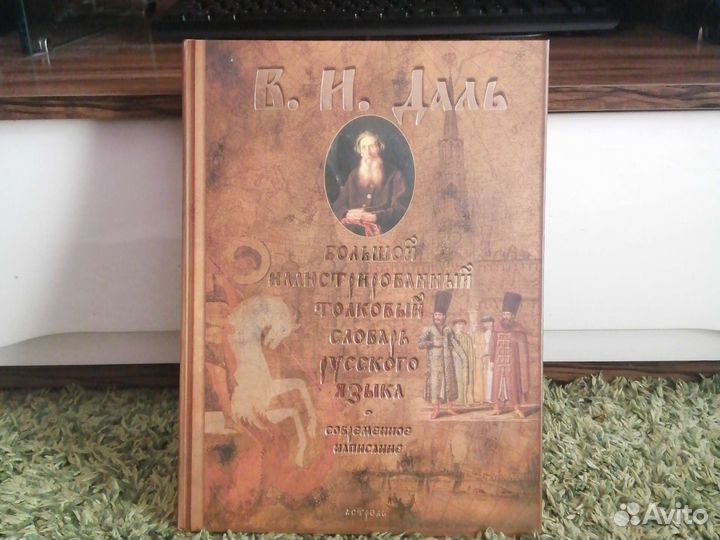 В. И. Даль
Большой
иллюстрированный
толковый
словарь
русского
языка
современное
написание
Астрель
Avito